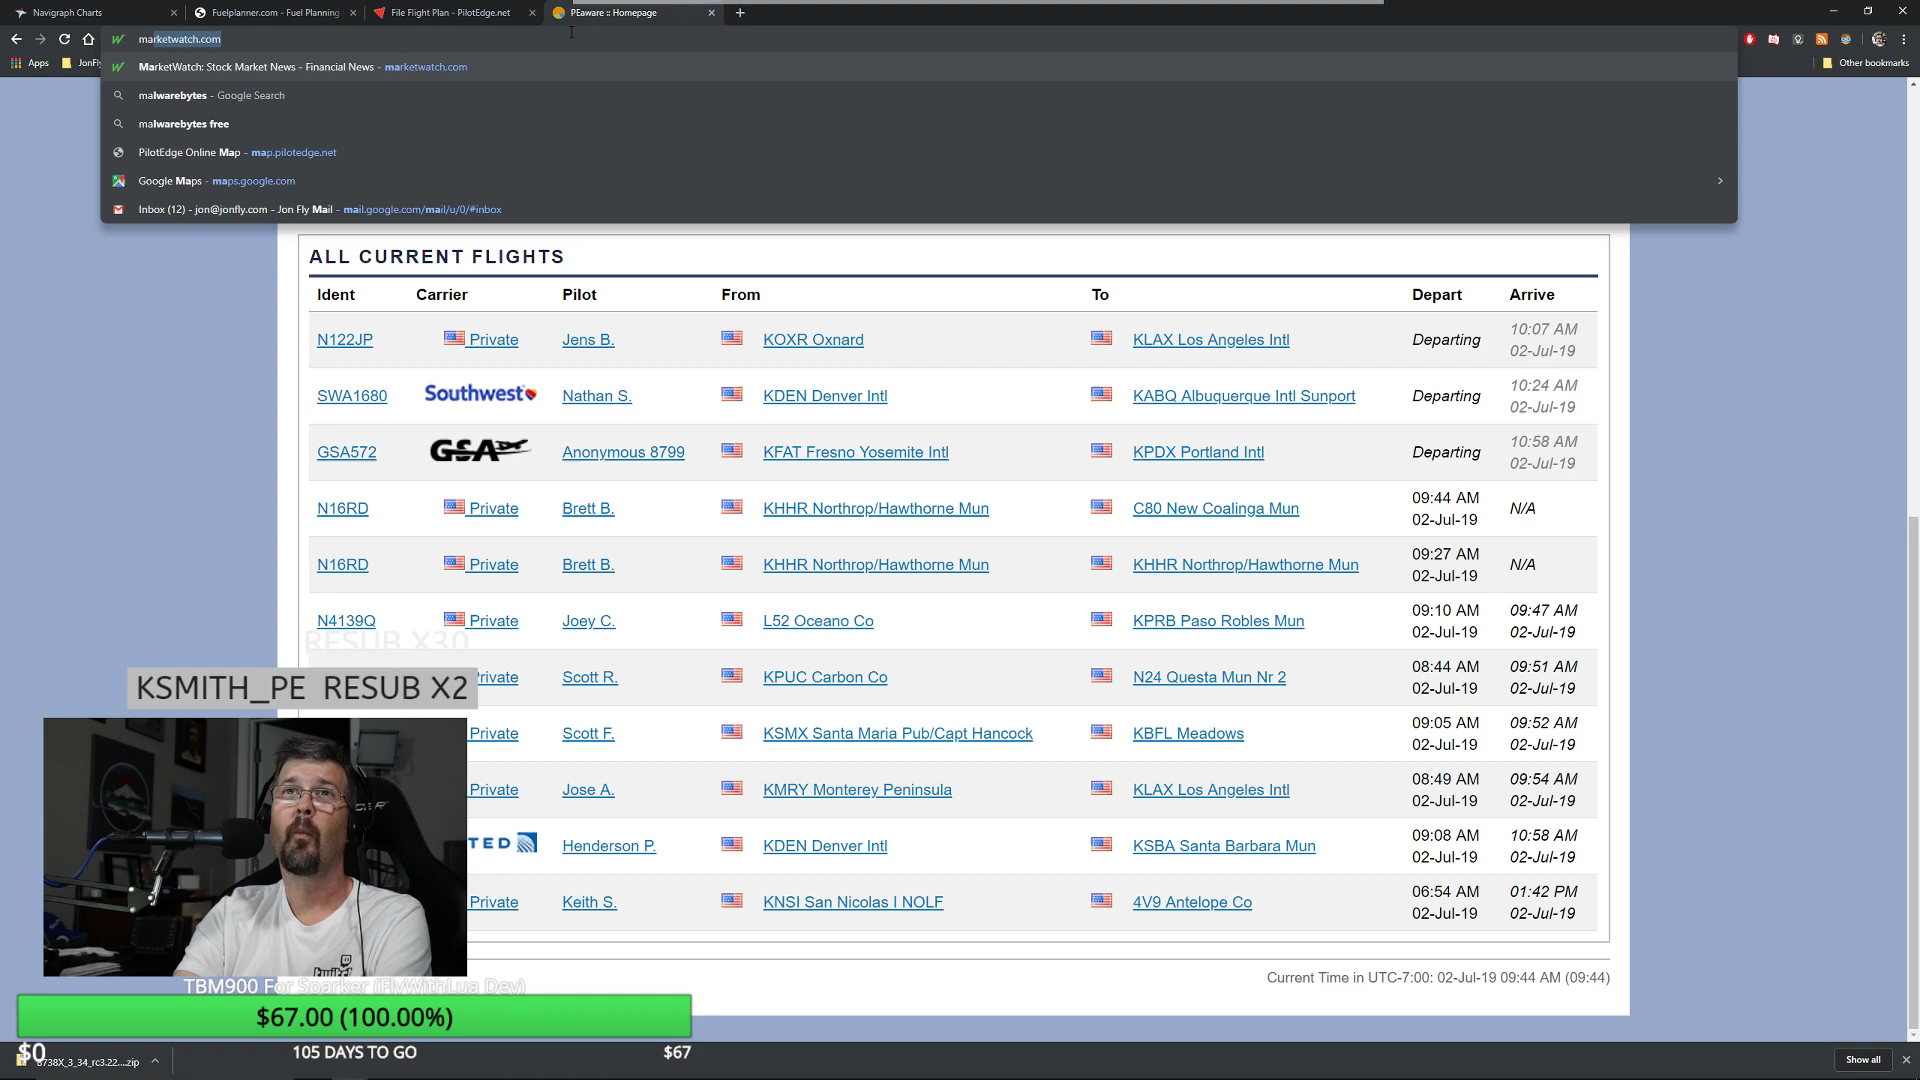 Navigraph Charts
Fuelplanner.com - Fuel Planning
File Flight Plan - PilotEdge.net
PEaware :: Homepage
marketwatch.com
Apps
JonFly
Other bookmarks
MarketWatch: Stock Market News - Financial News - marketwatch.com
malwarebytes - Google Search
malwarebytes free
PilotEdge Online Map - map.pilotedge.net
Google Maps - maps.google.com
Inbox (12) - jon@jonfly.com - Jon Fly Mail - mail.google.com/mail/u/0/#inbox
ALL CURRENT FLIGHTS
Ident Carrier Pilot From To Depart Arrive
N122JP Private Jens B. KOXR Oxnard KLAX Los Angeles Intl Departing 10:07 AM
02-Jul-19
SWA1680 Southwest Nathan S. KDEN Denver Intl KABQ Albuquerque Intl Sunport Departing 10:24 AM
02-Jul-19
GSA572 GSA Anonymous 8799 KFAT Fresno Yosemite Intl KPDX Portland Intl Departing 10:58 AM
02-Jul-19
N16RD Private Brett B. KHHR Northrop/Hawthorne Mun C80 New Coalinga Mun 09:44 AM N/A
02-Jul-19
N16RD Private Brett B. KHHR Northrop/Hawthorne Mun KHHR Northrop/Hawthorne Mun 09:27 AM N/A
02-Jul-19
N4139Q Private Joey C. L52 Oceano Co KPRB Paso Robles Mun 09:10 AM 09:47 AM
02-Jul-19 02-Jul-19
RESUB X30
Private Scott R. KPUC Carbon Co N24 Questa Mun Nr 2 08:44 AM 09:51 AM
02-Jul-19 02-Jul-19
KSMITH_PE RESUB X2
Private Scott F. KSMX Santa Maria Pub/Capt Hancock KBFL Meadows 09:05 AM 09:52 AM
02-Jul-19 02-Jul-19
Private Jose A. KMRY Monterey Peninsula KLAX Los Angeles Intl 08:49 AM 09:54 AM
02-Jul-19 02-Jul-19
TED Henderson P. KDEN Denver Intl KSBA Santa Barbara Mun 09:08 AM 10:58 AM
02-Jul-19 02-Jul-19
Private Keith S. KNSI San Nicolas I NOLF 4V9 Antelope Co 06:54 AM 01:42 PM
02-Jul-19 02-Jul-19
Current Time in UTC-7:00: 02-Jul-19 09:44 AM (09:44)
twitch
TBM900 For Sparker (FlyWithLua Dev)
$67.00 (100.00%)
$0 105 DAYS TO GO $67
B738X_3_34_rc3.22....zip
Show all